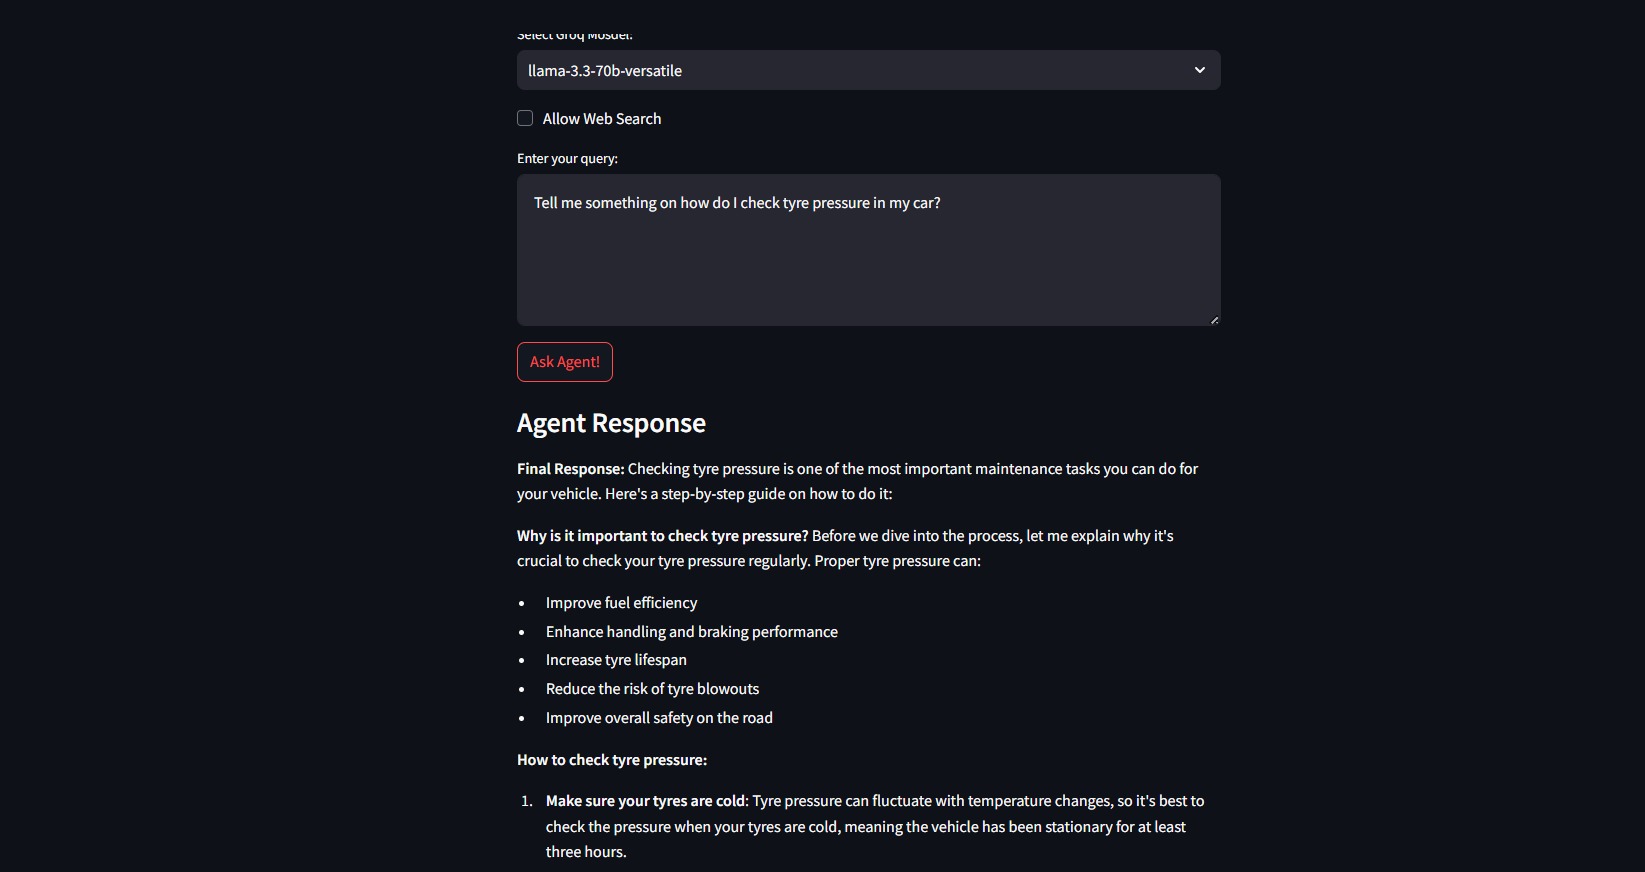 Select Groq Mosdel:
llama-3.3-70b-versatile
Allow Web Search
Enter your query:
Tell me something on how do I check tyre pressure in my car?
Ask Agent!
Agent Response
Final Response: Checking tyre pressure is one of the most important maintenance tasks you can do for
your vehicle. Here's a step-by-step guide on how to do it:
Why is it important to check tyre pressure? Before we dive into the process, let me explain why it's
crucial to check your tyre pressure regularly. Proper tyre pressure can:
• Improve fuel efficiency
• Enhance handling and braking performance
• Increase tyre lifespan
• Reduce the risk of tyre blowouts
• Improve overall safety on the road
How to check tyre pressure:
1. Make sure your tyres are cold: Tyre pressure can fluctuate with temperature changes, so it's best to
check the pressure when your tyres are cold, meaning the vehicle has been stationary for at least
three hours.